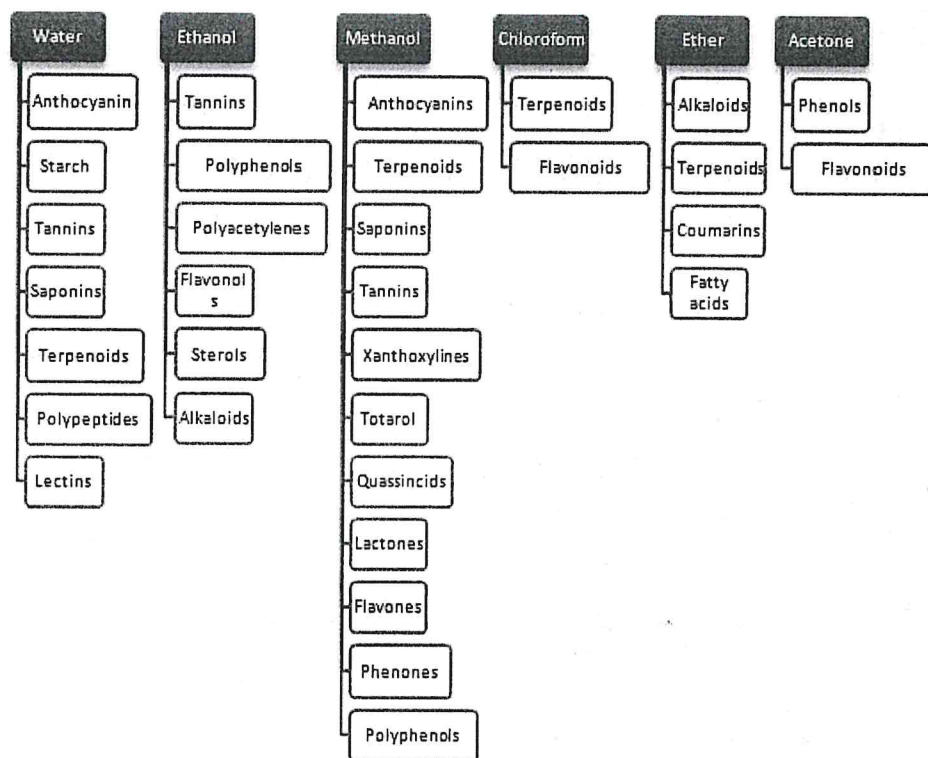 Water
Anthocyanin
Starch
Tannins
Saponins
Terpenoids
Polypeptides
Lectins
Ethanol
Tannins
Polyphenols
Polyacetylenes
Flavonol
s
Sterols
Alkaloids
Methanol
Anthocyanins
Terpenoids
Saponins
Tannins
Xanthoxylines
Totarol
Quassincids
Lactones
Flavones
Phenones
Polyphenols
Chloroform
Terpenoids
Flavonoids
Ether
Alkaloids
Terpenoids
Coumarins
Fatty
acids
Acetone
Phenols
Flavonoids